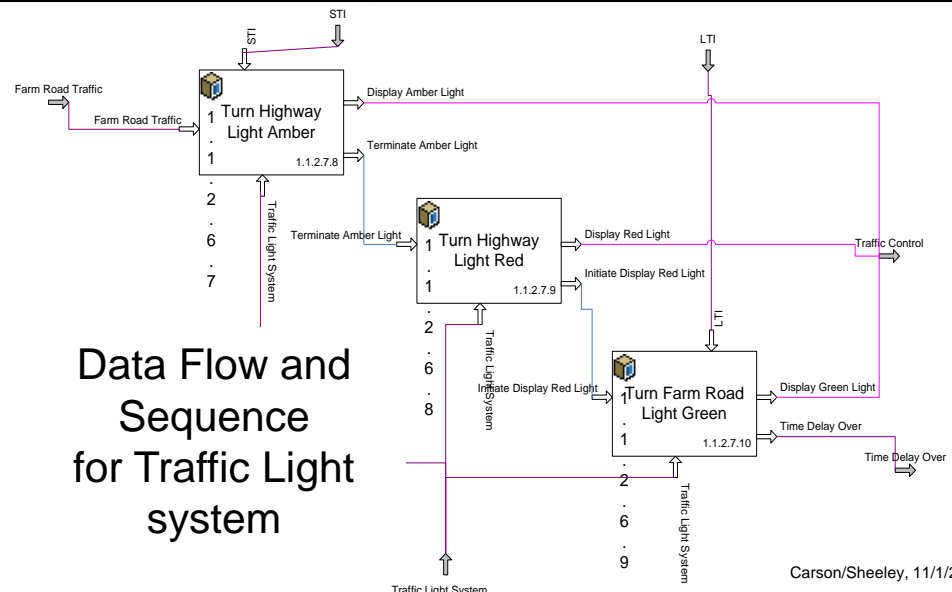 STI
STI
LTI
Farm Road Traffic
Farm Road Traffic
Turn Highway
Light Amber
1.1.2.7.8
1
.
1
.
2
.
6
.
7
Display Amber Light
Terminate Amber Light
Traffic Light System
Terminate Amber Light
Turn Highway
Light Red
1.1.2.7.9
1
.
1
.
2
.
6
.
8
Display Red Light
Initiate Display Red Light
Traffic Control
Traffic Light System
LTI
Initiate Display Red Light
Turn Farm Road
Light Green
1.1.2.7.10
1
.
1
.
2
.
6
.
9
Display Green Light
Time Delay Over
Time Delay Over
Traffic Light System
Data Flow and
Sequence
for Traffic Light
system
Traffic Light System
Carson/Sheeley, 11/1/